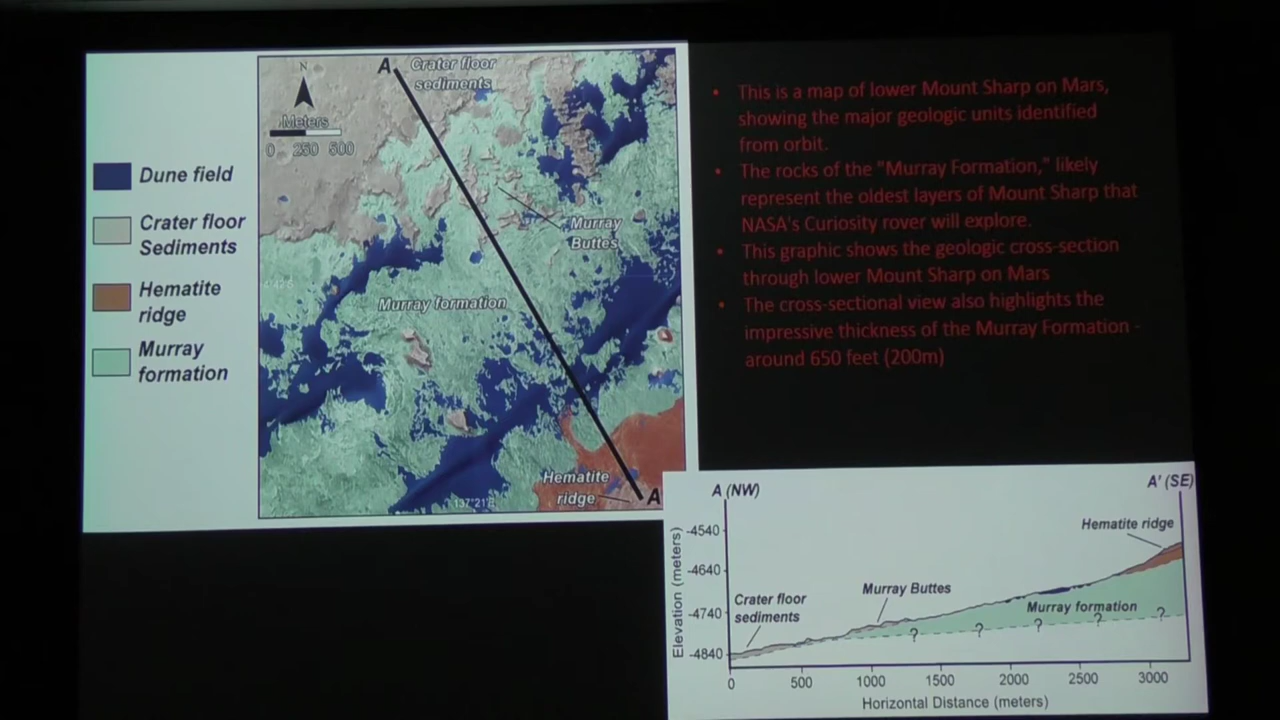 Dune field
Crater floor
Sediments
Hematite
ridge
Murray
formation
N
Meters
0 250 500
A
Crater floor
sediments
Murray
Buttes
Murray formation
Hematite
ridge
A'
137°21'E
• This is a map of lower Mount Sharp on Mars,
showing the major geologic units identified
from orbit.
• The rocks of the "Murray Formation," likely
represent the oldest layers of Mount Sharp that
NASA's Curiosity rover will explore.
• This graphic shows the geologic cross-section
through lower Mount Sharp on Mars
• The cross-sectional view also highlights the
impressive thickness of the Murray Formation -
around 650 feet (200m)
A (NW)
A' (SE)
Elevation (meters)
-4540
-4640
-4740
-4840
Hematite ridge
Murray Buttes
Crater floor
sediments
Murray formation
? ? ? ? ?
0 500 1000 1500 2000 2500 3000
Horizontal Distance (meters)